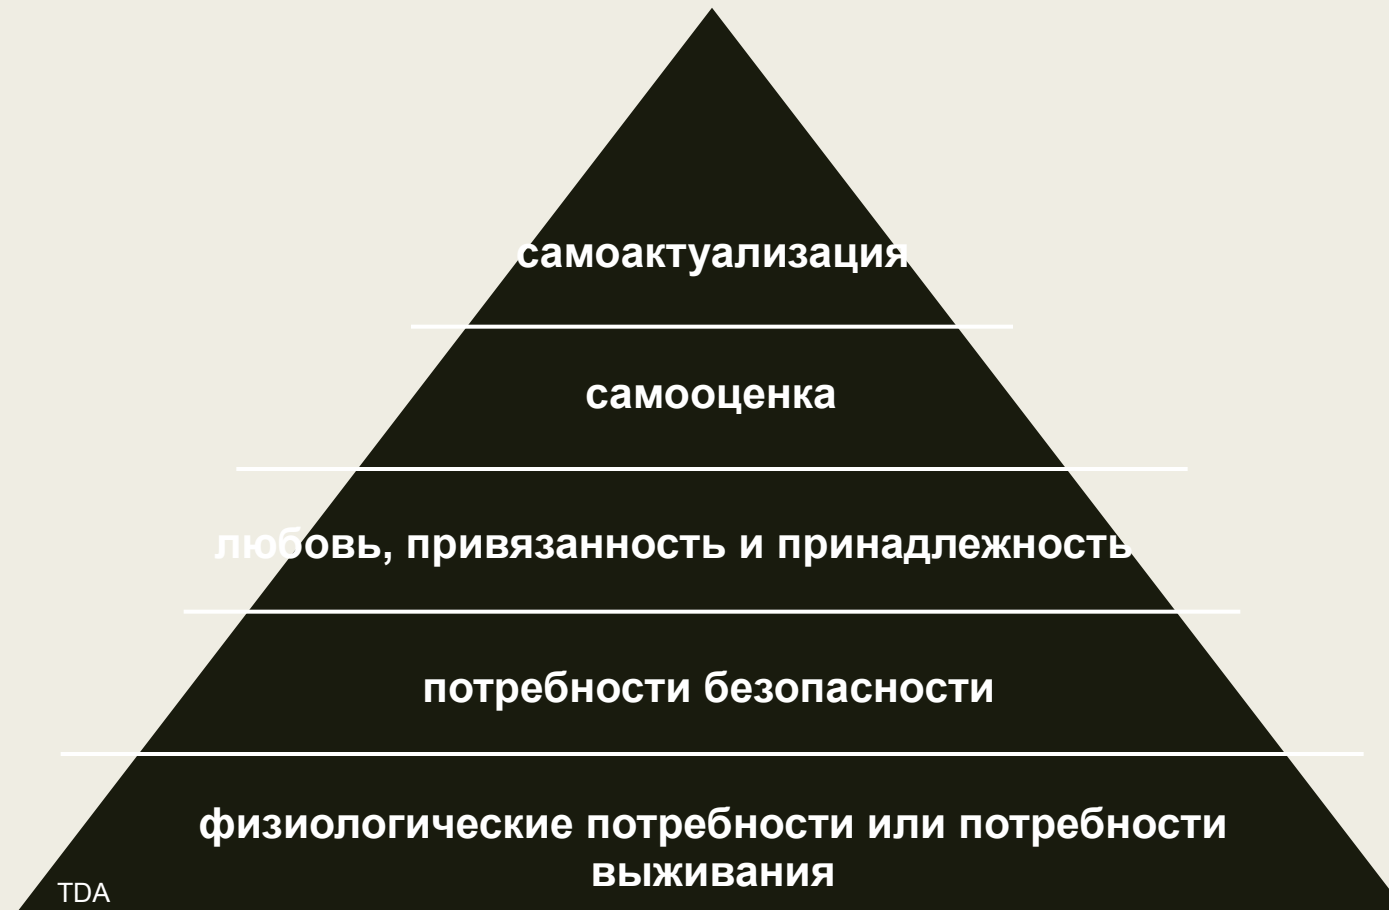 самоактуализация
самооценка
любовь, привязанность и принадлежность
потребности безопасности
физиологические потребности или потребности
выживания
TDA